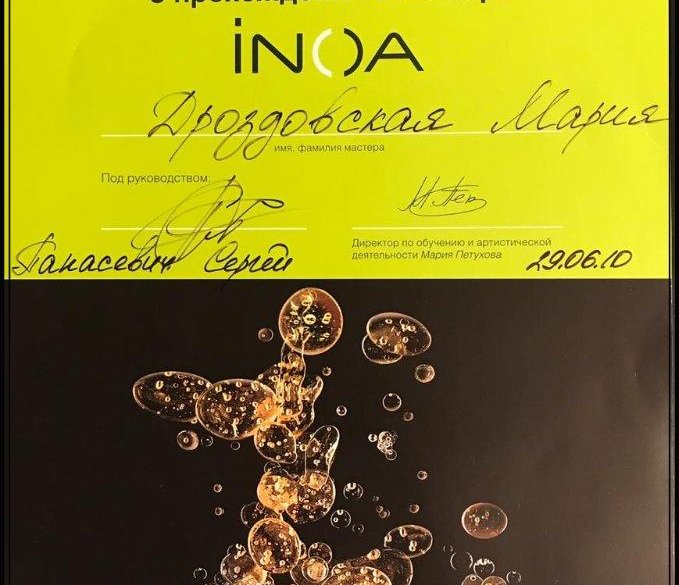 iNOA
Дроздовская Мария
имя, фамилия мастера
Под руководством:
Панасевич Сергей
Директор по обучению и артистической
деятельности Мария Петухова
29.06.10